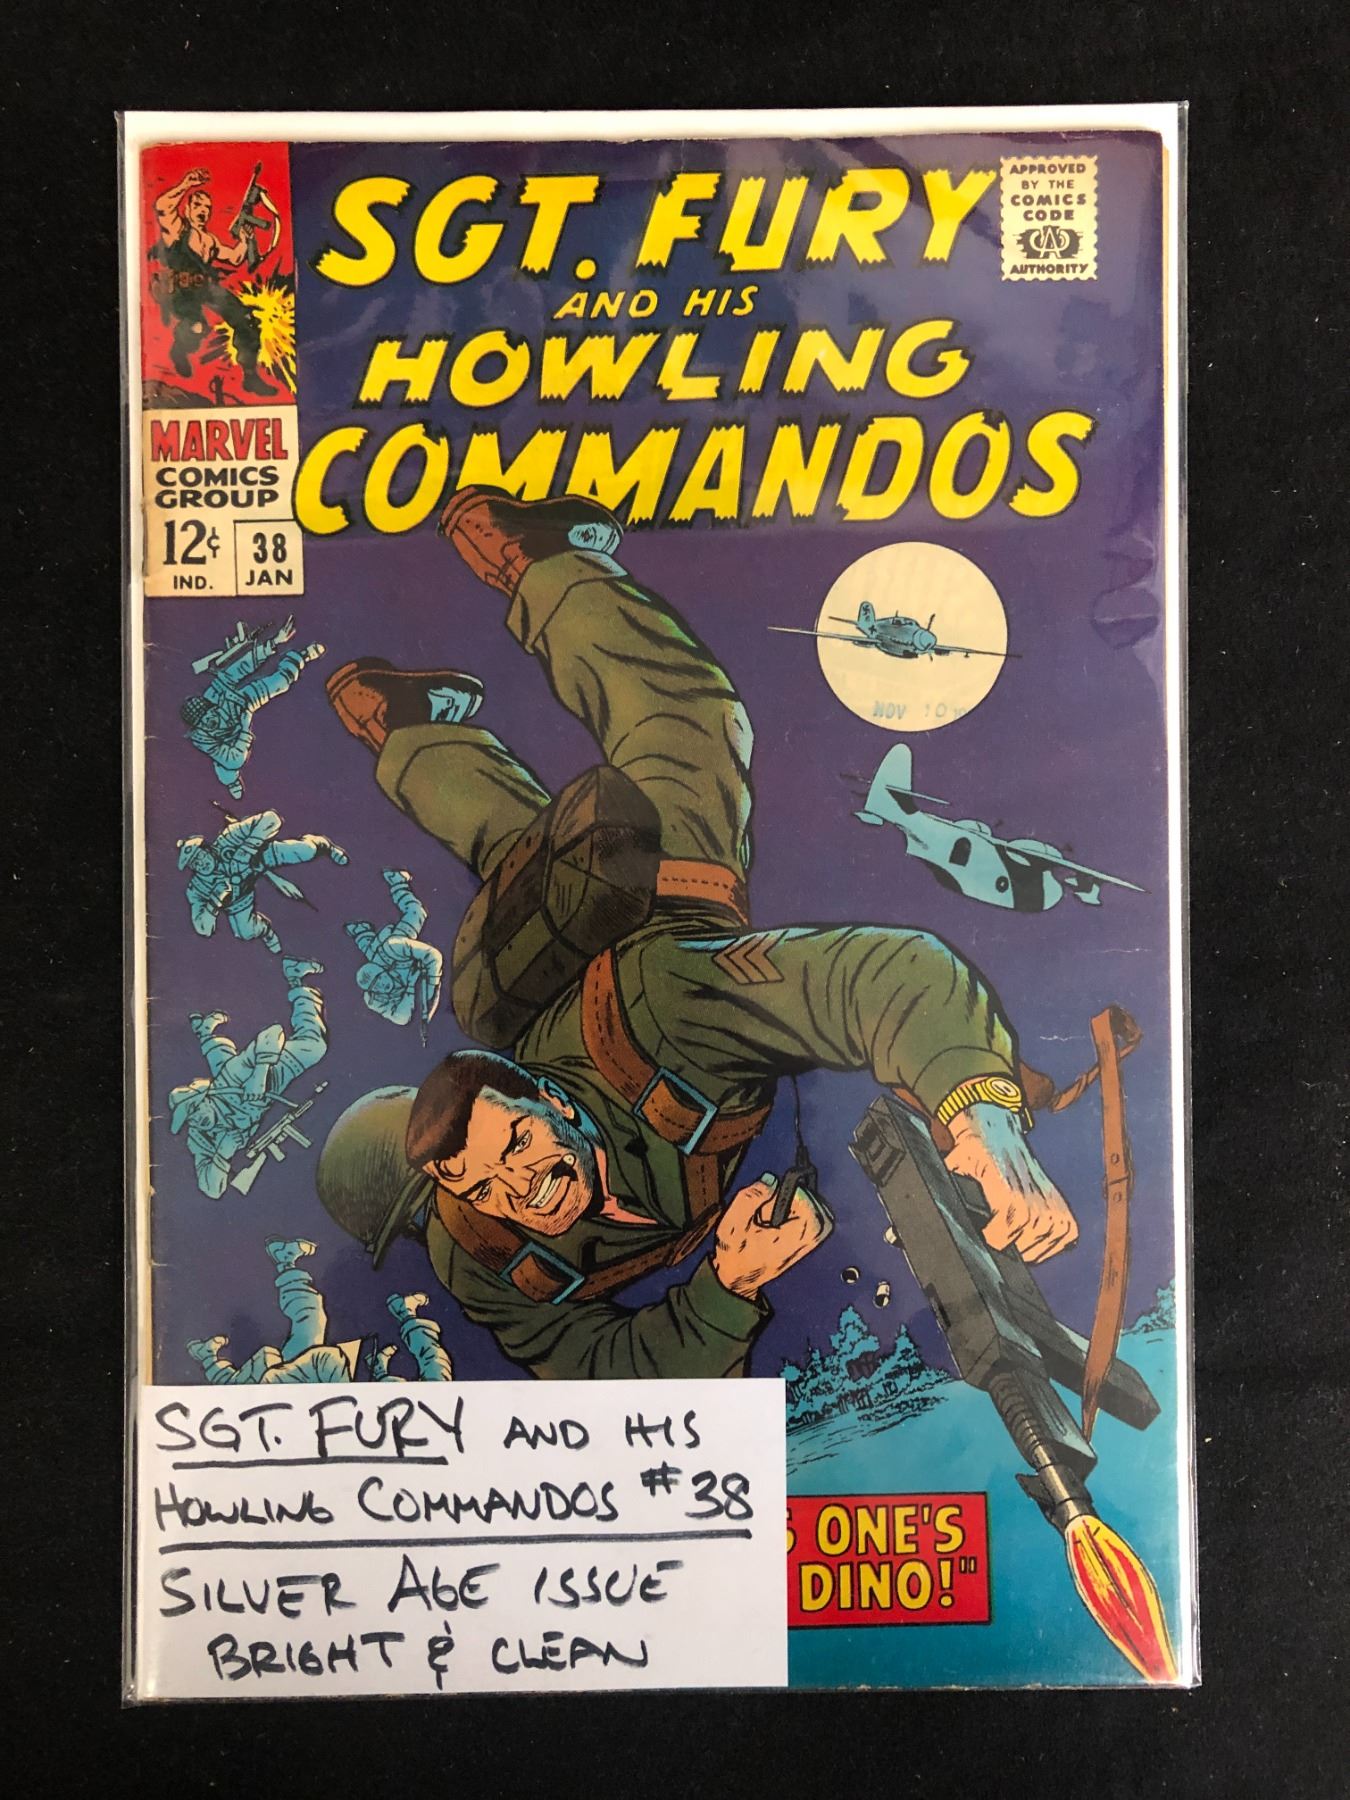 SGT. FURY
AND HIS
HOWLING
COMMANDOS
APPROVED
BY THE
COMICS
CODE
AUTHORITY
MARVEL
COMICS
GROUP
12¢
IND.
38
JAN
NOV 10
ONE'S
DINO!"
SGT. FURY AND HIS
HOWLING COMMANDOS #38
SILVER AGE ISSUE
BRIGHT & CLEAN